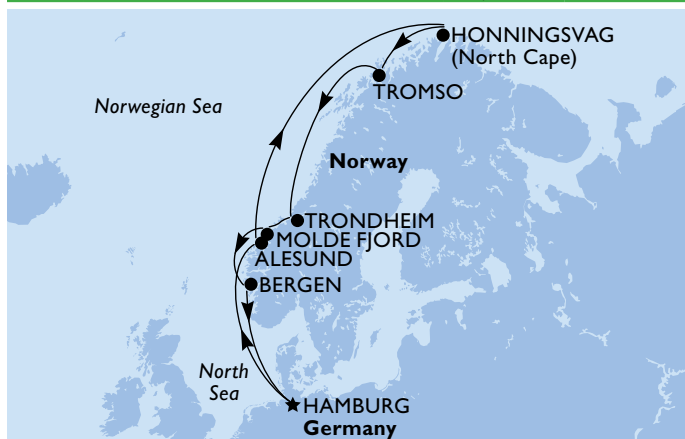 HONNINGSVAG
(North Cape)
TROMSO
Norwegian Sea
Norway
TRONDHEIM
MOLDE FJORD
ALESUND
BERGEN
North
Sea
HAMBURG
Germany